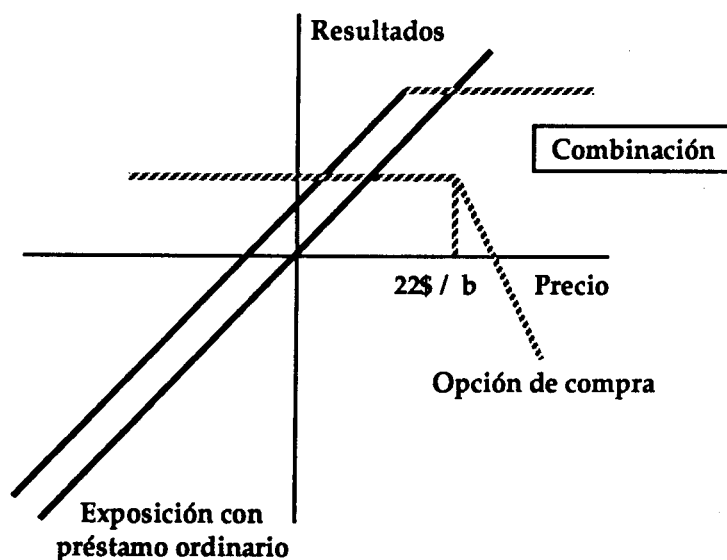 Resultados
Combinación
22$ / b
Precio
Opción de compra
Exposición con
préstamo ordinario